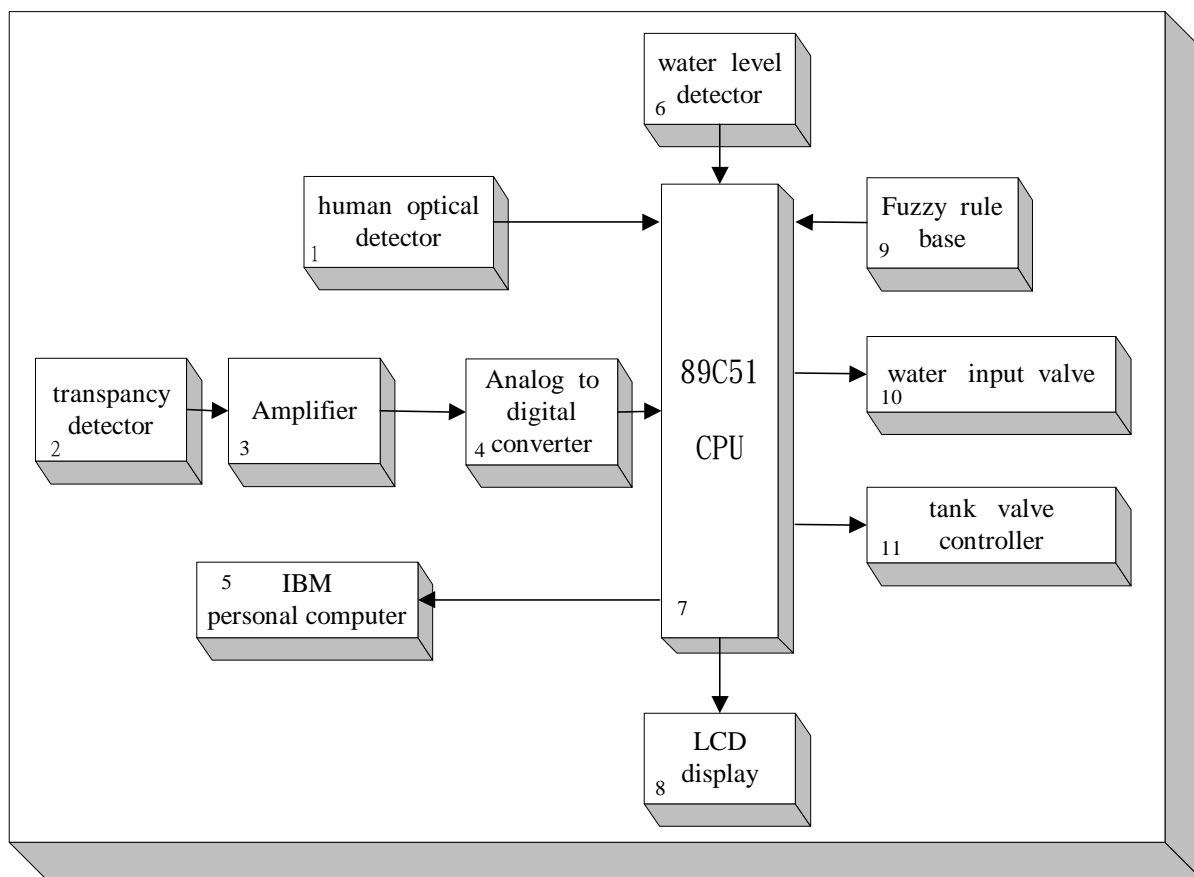 water level
detector
6
human optical
detector
1
Fuzzy rule
base
9
transpancy
detector
2
Amplifier
3
Analog to
digital
converter
4
89C51
CPU
7
water input valve
10
tank valve
controller
11
5 IBM
personal computer
LCD
display
8